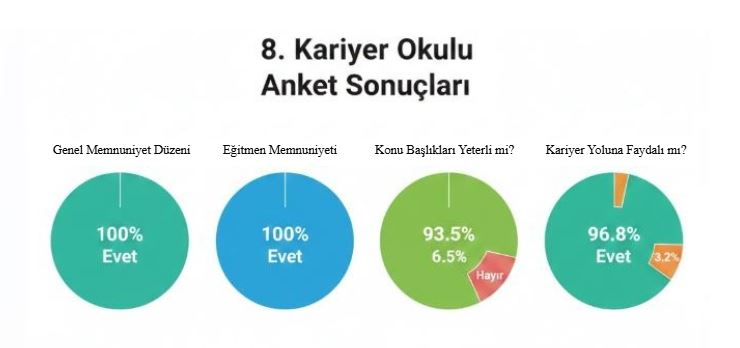 8. Kariyer Okulu
Anket Sonuçları
Genel Memnuniyet Düzeni
Eğitmen Memnuniyeti
Konu Başlıkları Yeterli mi?
Kariyer Yoluna Faydalı mı?
100%
Evet
100%
Evet
93.5%
6.5%
Hayır
96.8%
Evet
3.2%